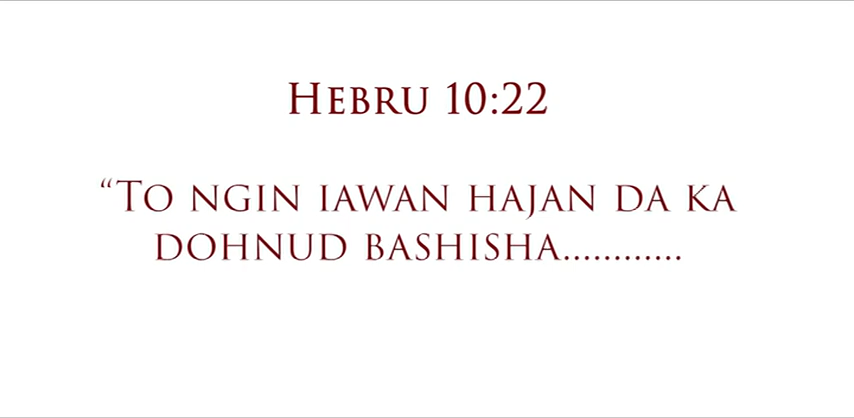 Hebru 10:22
“To ngin iawan hajan da ka
dohnud bashisha............